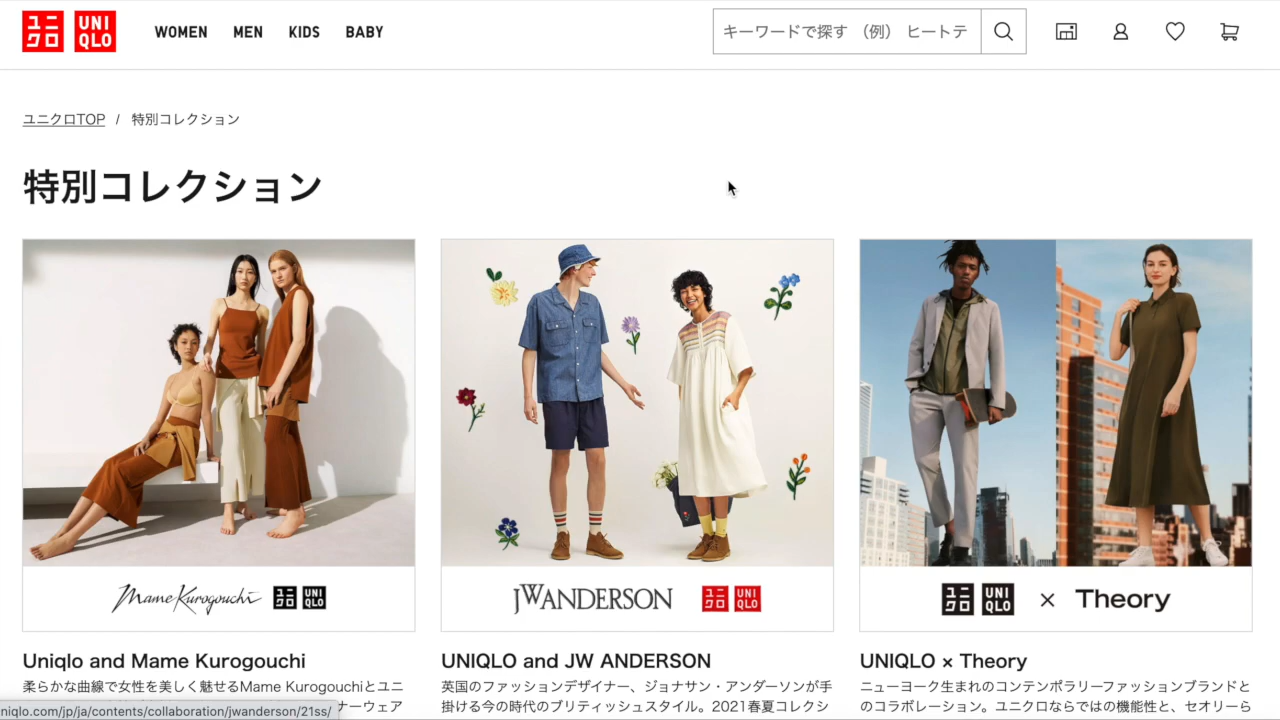 ユニクロ UNIQLO WOMEN MEN KIDS BABY キーワードで探す (例) ヒートテ
ユニクロTOP / 特別コレクション
特別コレクション
Mame Kurogouchi ユニクロ UNIQLO
JW ANDERSON ユニクロ UNIQLO
ユニクロ UNIQLO × Theory
Uniqlo and Mame Kurogouchi
柔らかな曲線で女性を美しく魅せるMame Kurogouchiとユニ
ナーウェア
UNIQLO and JW ANDERSON
英国のファッションデザイナー、ジョナサン・アンダーソンが手
掛ける今の時代のブリティッシュスタイル。2021春夏コレクシ
UNIQLO × Theory
ニューヨーク生まれのコンテンポラリーファッションブランドと
のコラボレーション。ユニクロならではの機能性と、セオリーら
niqlo.com/jp/ja/contents/collaboration/jwanderson/21ss/